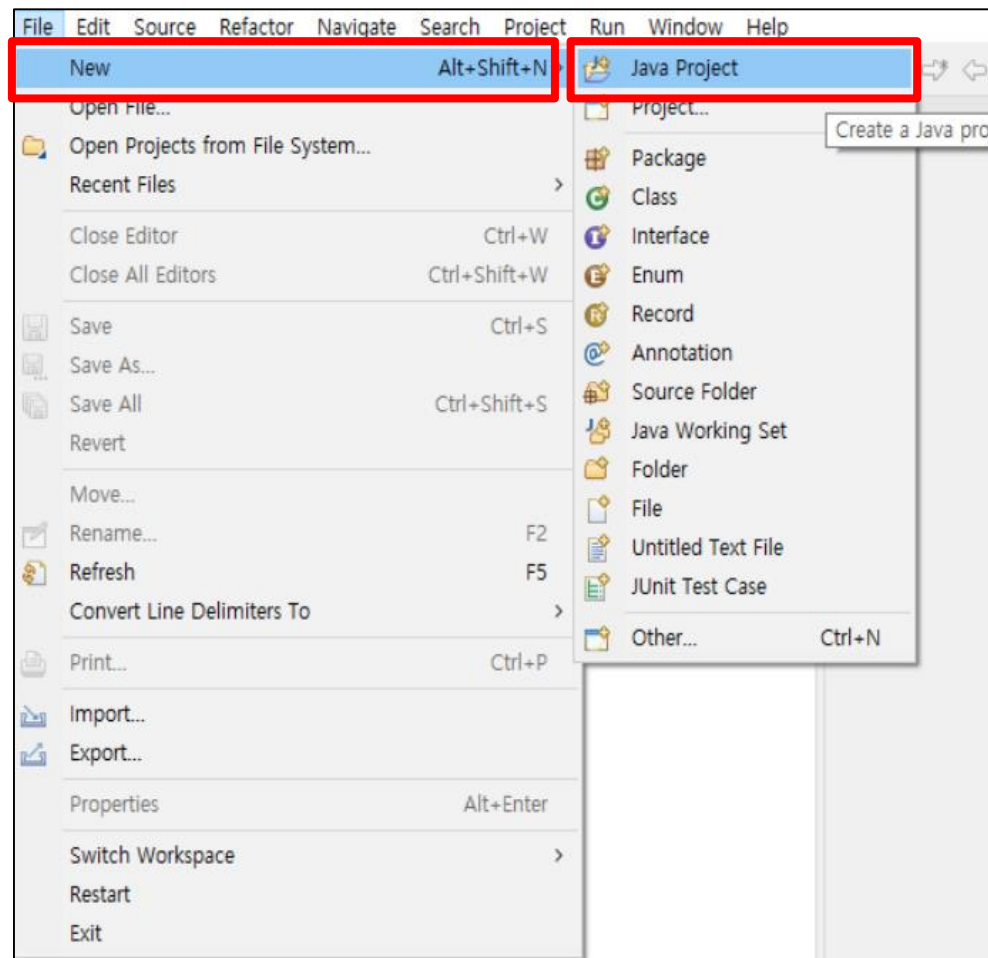 File Edit Source Refactor Navigate Search Project Run Window Help
New Alt+Shift+N
Open File...
Open Projects from File System...
Recent Files
Close Editor Ctrl+W
Close All Editors Ctrl+Shift+W
Save Ctrl+S
Save As...
Save All Ctrl+Shift+S
Revert
Move...
Rename... F2
Refresh F5
Convert Line Delimiters To
Print... Ctrl+P
Import...
Export...
Properties Alt+Enter
Switch Workspace
Restart
Exit
Java Project
Project...
Create a Java pro
Package
Class
Interface
Enum
Record
Annotation
Source Folder
Java Working Set
Folder
File
Untitled Text File
JUnit Test Case
Other... Ctrl+N